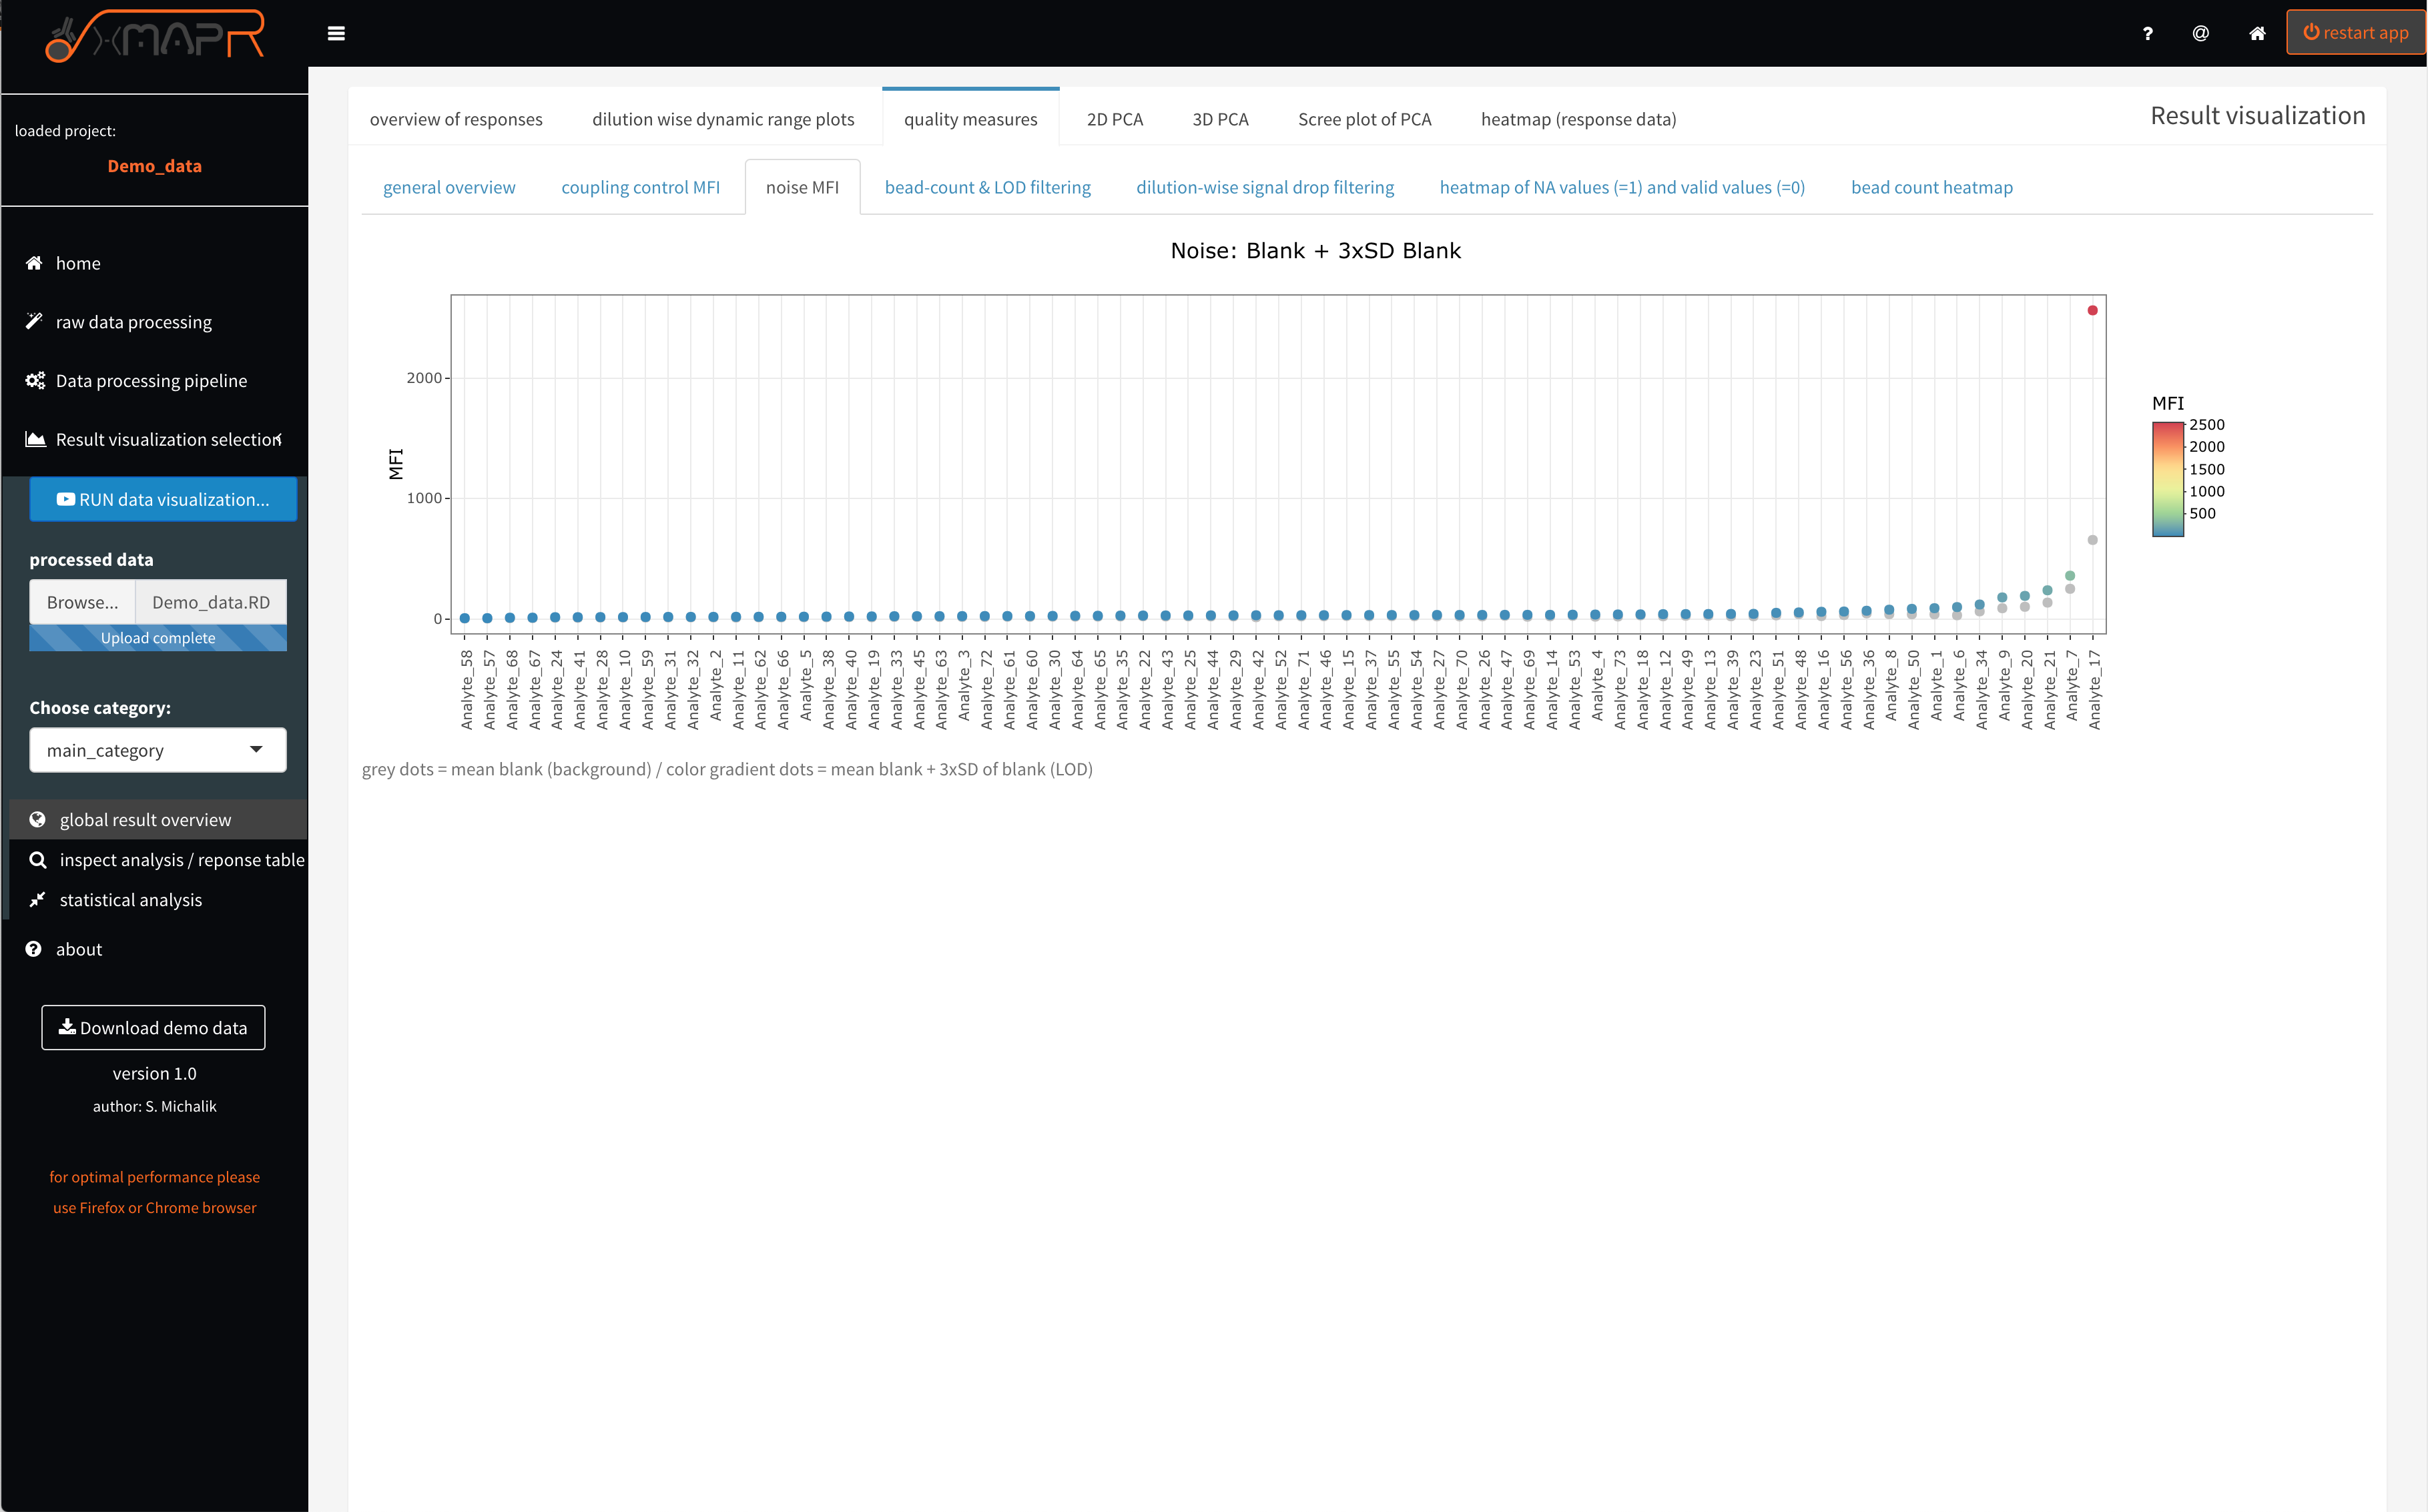 xMAPR
restart app
loaded project:
Demo_data
home
raw data processing
Data processing pipeline
Result visualization selection
RUN data visualization...
processed data
Browse... Demo_data.RD
Upload complete
Choose category:
main_category
global result overview
inspect analysis / reponse table
statistical analysis
about
Download demo data
version 1.0
author: S. Michalik
for optimal performance please
use Firefox or Chrome browser
overview of responses dilution wise dynamic range plots quality measures 2D PCA 3D PCA Scree plot of PCA heatmap (response data) Result visualization
general overview coupling control MFI noise MFI bead-count & LOD filtering dilution-wise signal drop filtering heatmap of NA values (=1) and valid values (=0) bead count heatmap
Noise: Blank + 3xSD Blank
MFI
2000
1000
0
Analyte_58
Analyte_57
Analyte_68
Analyte_67
Analyte_24
Analyte_41
Analyte_28
Analyte_10
Analyte_59
Analyte_31
Analyte_32
Analyte_2
Analyte_11
Analyte_62
Analyte_66
Analyte_5
Analyte_38
Analyte_40
Analyte_19
Analyte_33
Analyte_45
Analyte_63
Analyte_3
Analyte_72
Analyte_61
Analyte_60
Analyte_30
Analyte_64
Analyte_65
Analyte_35
Analyte_22
Analyte_43
Analyte_25
Analyte_44
Analyte_29
Analyte_42
Analyte_52
Analyte_71
Analyte_46
Analyte_15
Analyte_37
Analyte_55
Analyte_54
Analyte_27
Analyte_70
Analyte_26
Analyte_47
Analyte_69
Analyte_14
Analyte_53
Analyte_4
Analyte_73
Analyte_18
Analyte_12
Analyte_49
Analyte_13
Analyte_39
Analyte_23
Analyte_51
Analyte_48
Analyte_16
Analyte_56
Analyte_36
Analyte_8
Analyte_50
Analyte_1
Analyte_6
Analyte_34
Analyte_9
Analyte_20
Analyte_21
Analyte_7
Analyte_17
MFI
2500
2000
1500
1000
500
grey dots = mean blank (background) / color gradient dots = mean blank + 3xSD of blank (LOD)